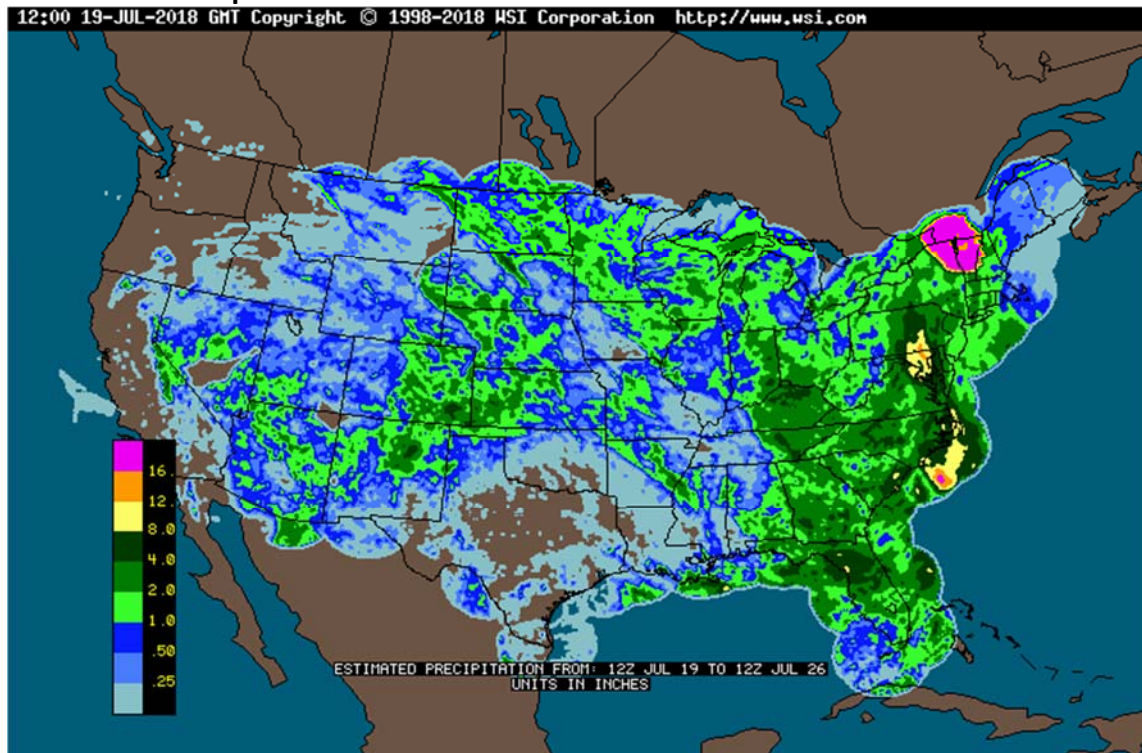 12:00 19-JUL-2018 GMT Copyright © 1998-2018 WSI Corporation http://www.wsi.com
16.
12.
8.0
4.0
2.0
1.0
.50
.25
ESTIMATED PRECIPITATION FROM: 12Z JUL 19 TO 12Z JUL 26
UNITS IN INCHES